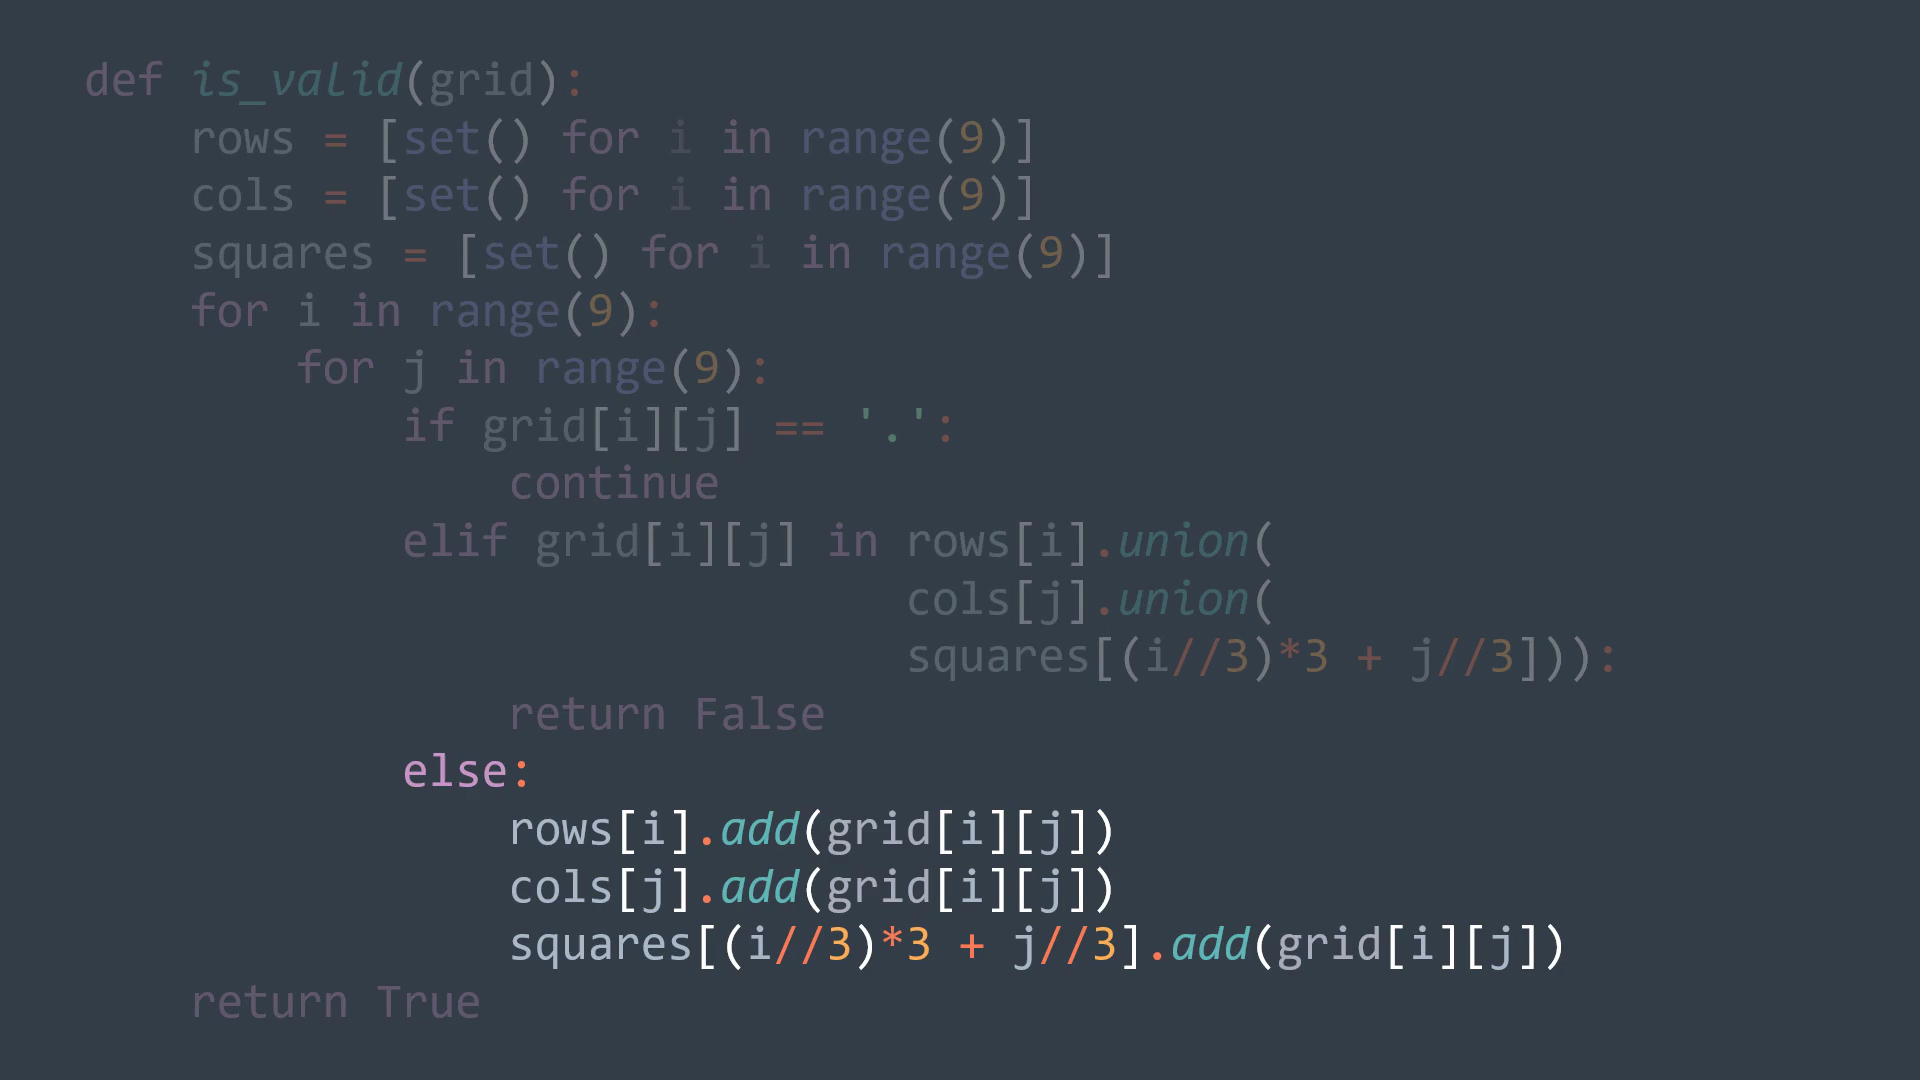 def is_valid(grid):
    rows = [set() for i in range(9)]
    cols = [set() for i in range(9)]
    squares = [set() for i in range(9)]
    for i in range(9):
        for j in range(9):
            if grid[i][j] == '.':
                continue
            elif grid[i][j] in rows[i].union(
                               cols[j].union(
                               squares[(i//3)*3 + j//3])):
                return False
            else:
                rows[i].add(grid[i][j])
                cols[j].add(grid[i][j])
                squares[(i//3)*3 + j//3].add(grid[i][j])
    return True